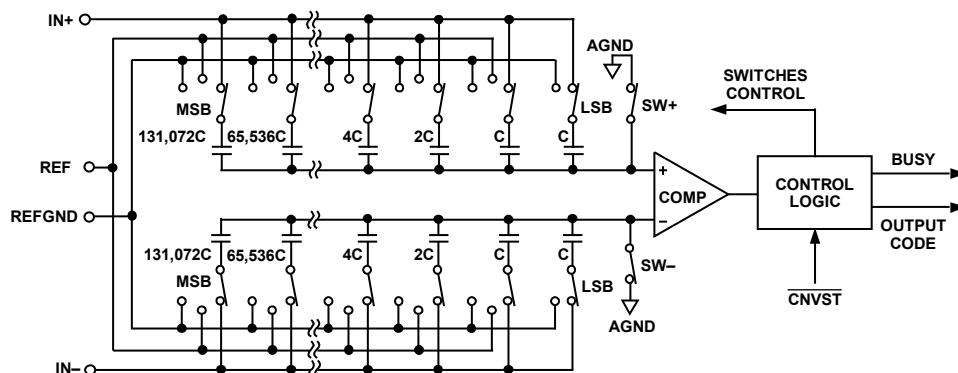 IN+
AGND
SWITCHES
CONTROL
MSB
LSB
SW+
131,072C 65,536C 4C 2C C C
BUSY
REF
+
COMP
–
CONTROL
LOGIC
REFGND
OUTPUT
CODE
131,072C 65,536C 4C 2C C C
SW–
MSB
LSB
CNVST
AGND
IN–